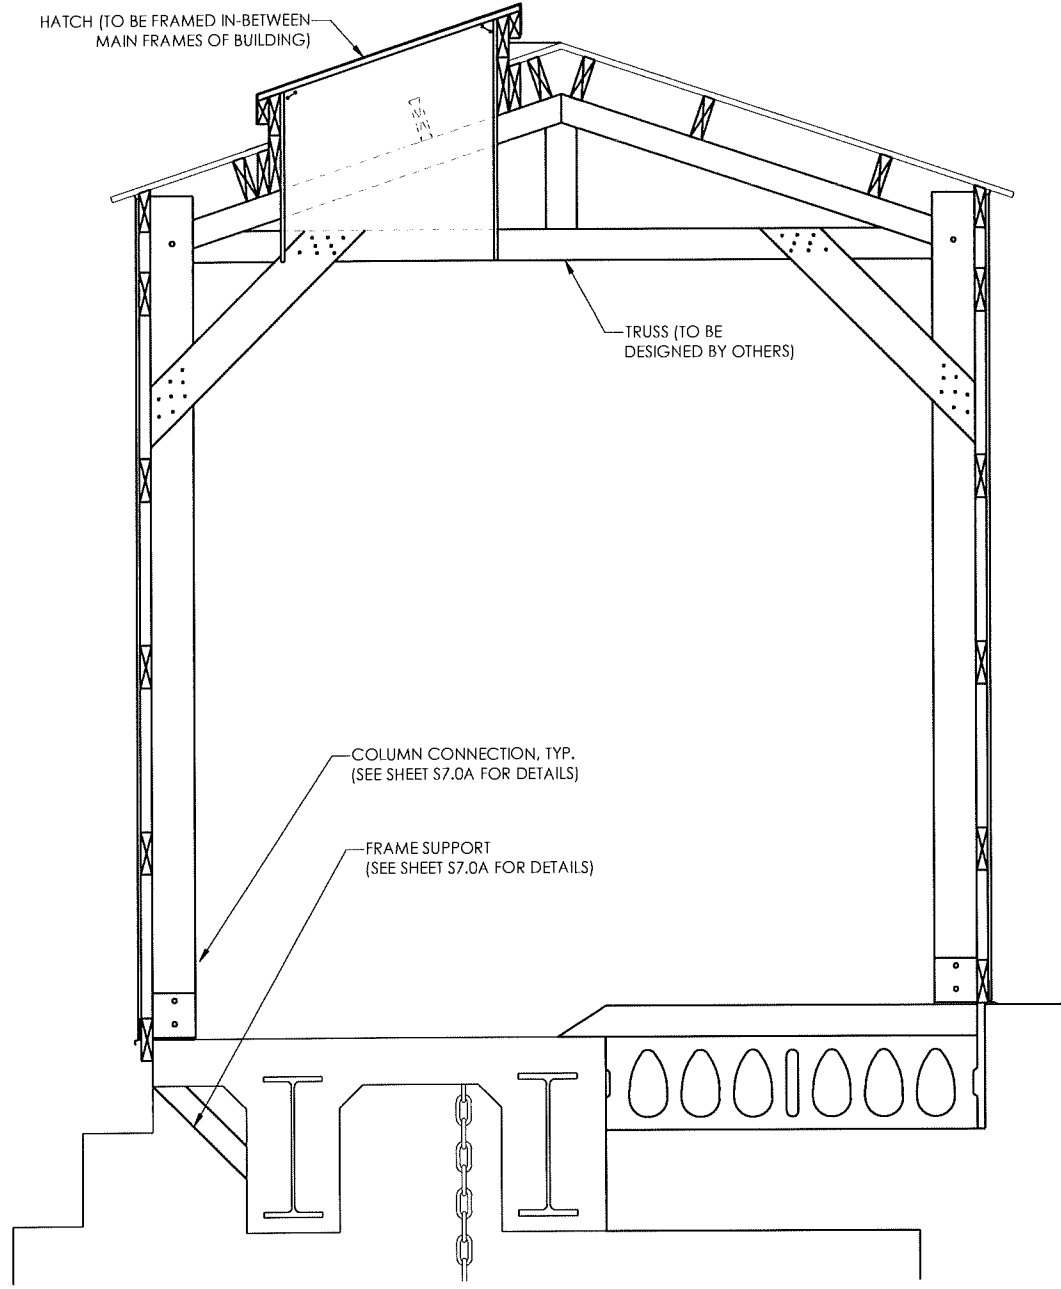 HATCH (TO BE FRAMED IN-BETWEEN
MAIN FRAMES OF BUILDING)
TRUSS (TO BE
DESIGNED BY OTHERS)
COLUMN CONNECTION, TYP.
(SEE SHEET S7.0A FOR DETAILS)
FRAME SUPPORT
(SEE SHEET S7.0A FOR DETAILS)